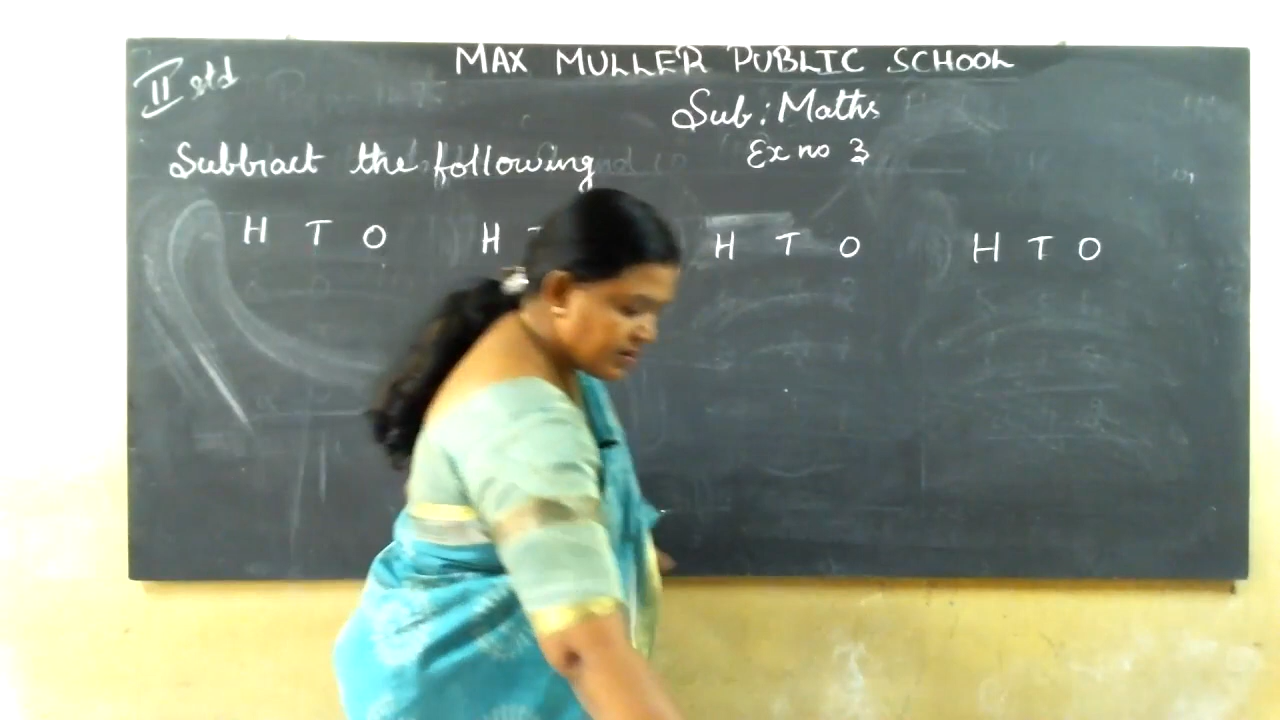 MAX MULLER PUBLIC SCHOOL
II std
Sub: Maths
Ex no 3
Subtract the following
H T O H H T O H T O